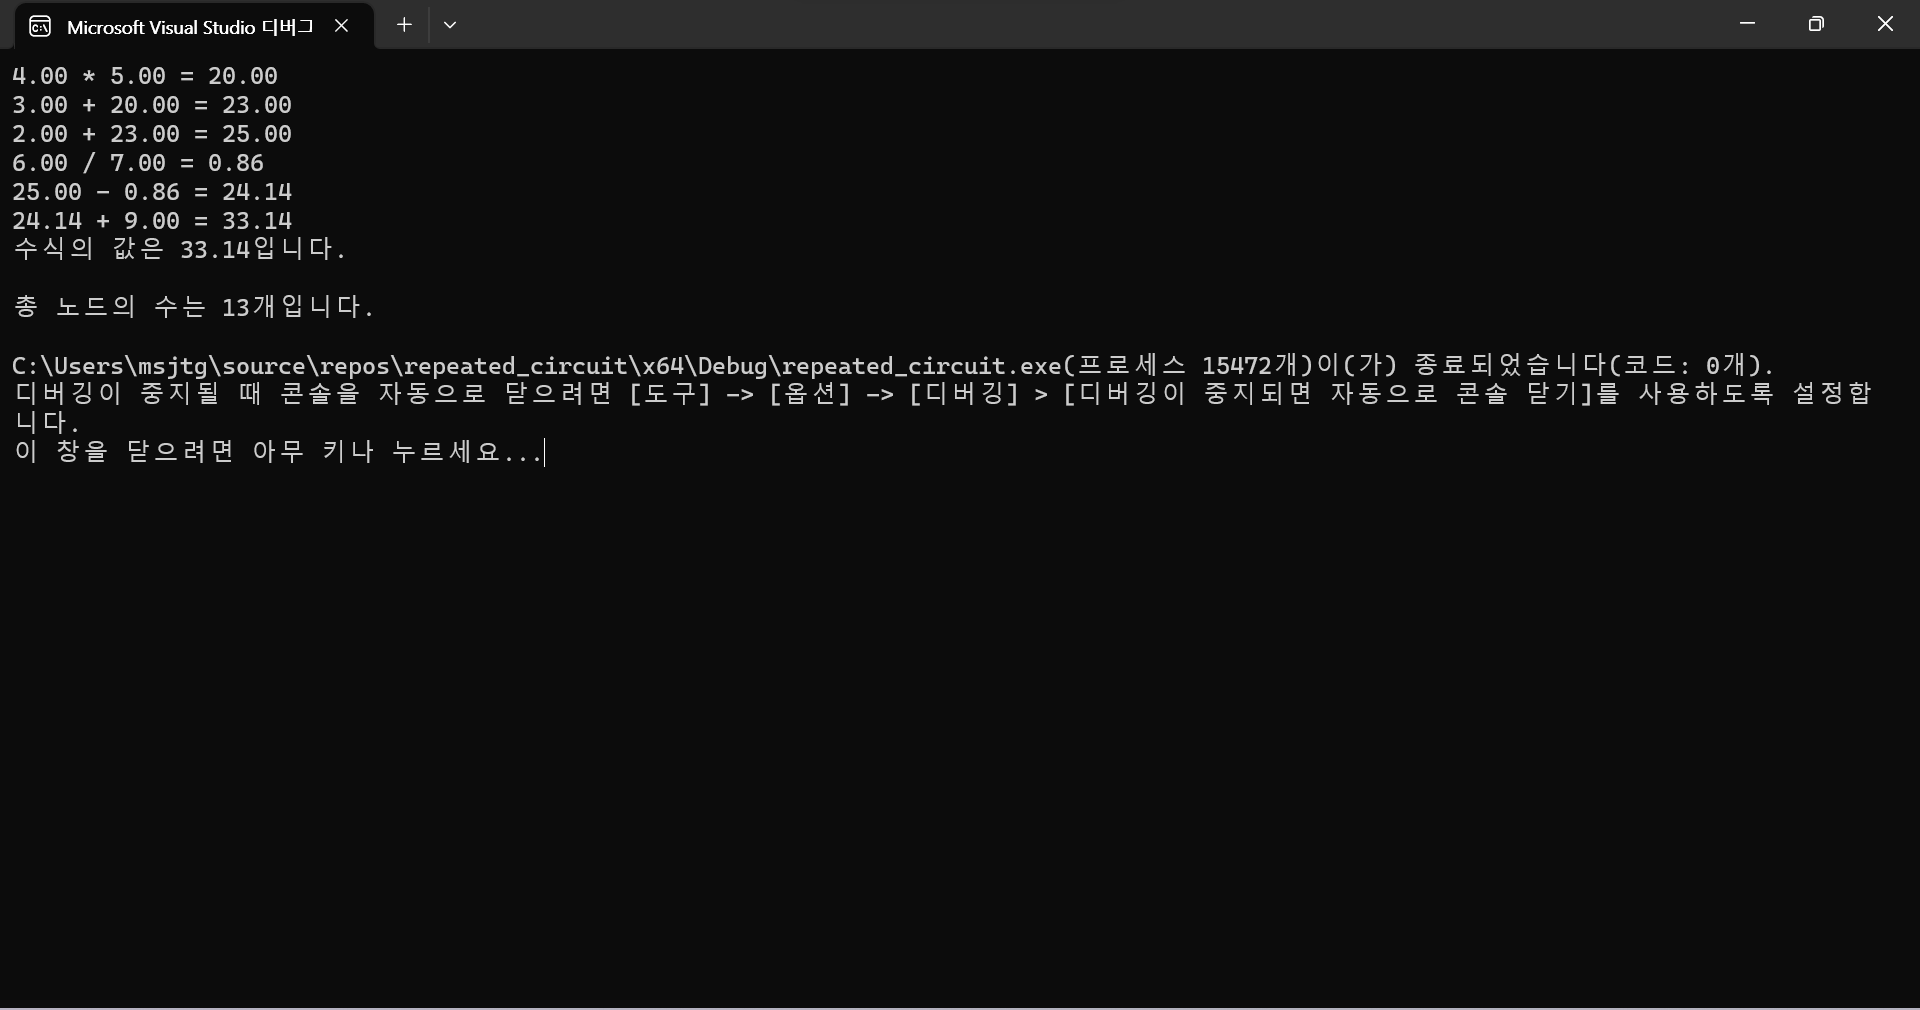 Microsoft Visual Studio 디버그
4.00 * 5.00 = 20.00
3.00 + 20.00 = 23.00
2.00 + 23.00 = 25.00
6.00 / 7.00 = 0.86
25.00 - 0.86 = 24.14
24.14 + 9.00 = 33.14
수식의 값은 33.14입니다.
총 노드의 수는 13개입니다.
C:\Users\msjtg\source\repos\repeated_circuit\x64\Debug\repeated_circuit.exe(프로세스 15472개)이(가) 종료되었습니다(코드: 0개).
디버깅이 중지될 때 콘솔을 자동으로 닫으려면 [도구] -> [옵션] -> [디버깅] > [디버깅이 중지되면 자동으로 콘솔 닫기]를 사용하도록 설정합
니다.
이 창을 닫으려면 아무 키나 누르세요...